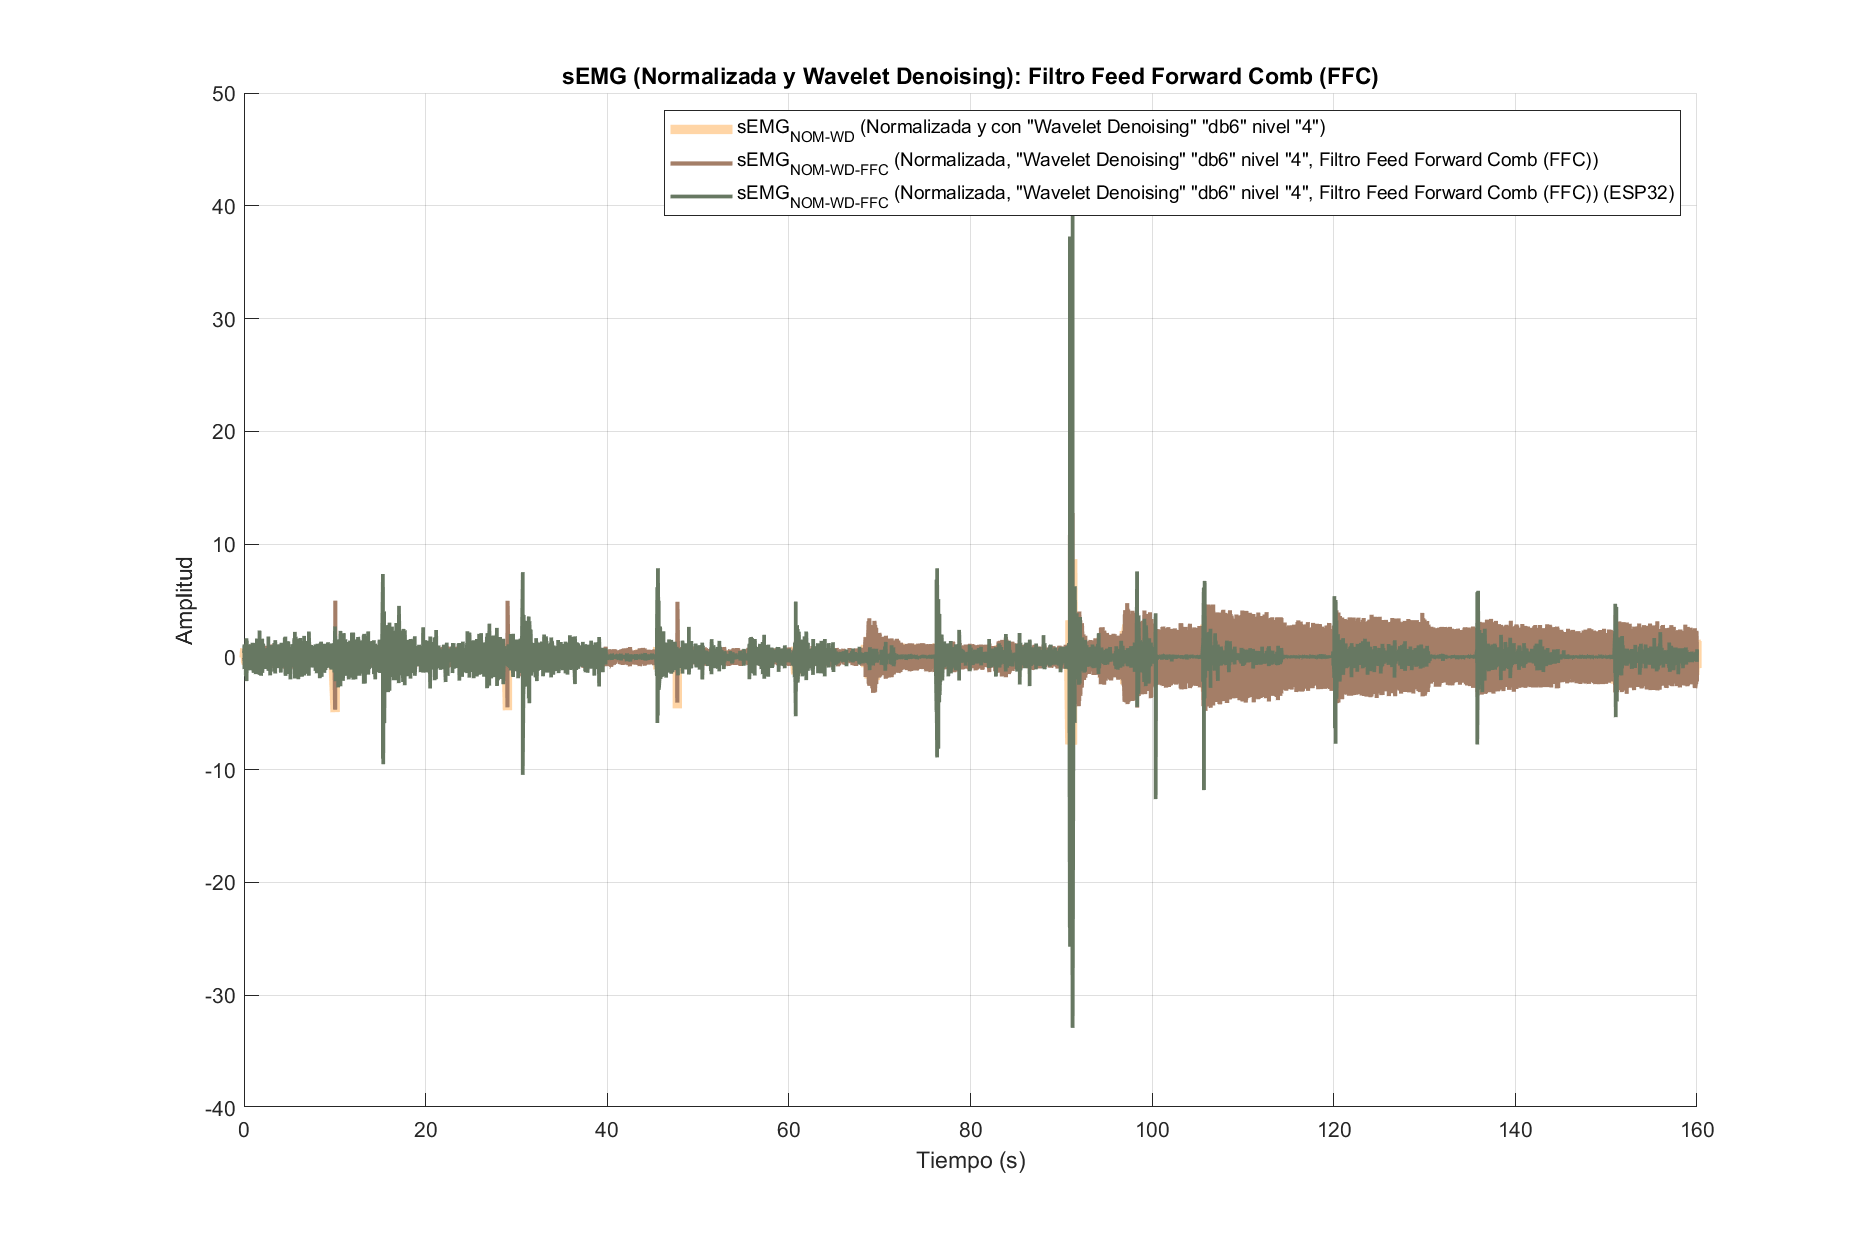 sEMG (Normalizada y Wavelet Denoising): Filtro Feed Forward Comb (FFC)
sEMG_NOM-WD (Normalizada y con "Wavelet Denoising" "db6" nivel "4")
sEMG_NOM-WD-FFC (Normalizada, "Wavelet Denoising" "db6" nivel "4", Filtro Feed Forward Comb (FFC))
sEMG_NOM-WD-FFC (Normalizada, "Wavelet Denoising" "db6" nivel "4", Filtro Feed Forward Comb (FFC)) (ESP32)
50
40
30
20
10
0
-10
-20
-30
-40
Amplitud
0 20 40 60 80 100 120 140 160
Tiempo (s)